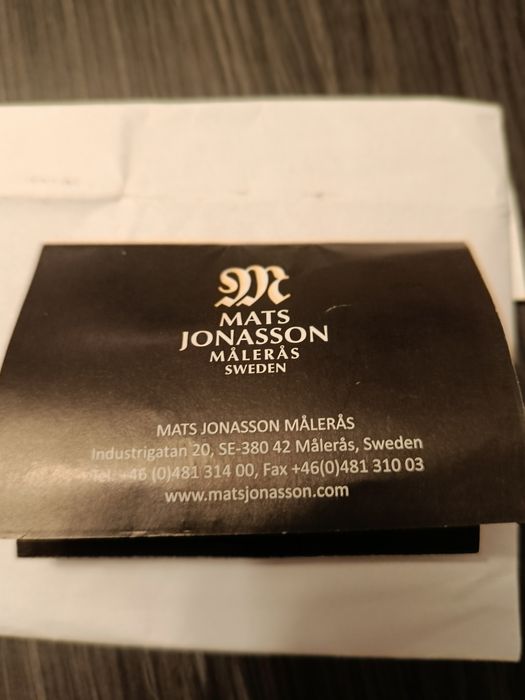 M
MATS
JONASSON
MÅLERÅS
SWEDEN
MATS JONASSON MÅLERÅS
Industrigatan 20, SE-380 42 Målerås, Sweden
Tel. +46 (0)481 314 00, Fax +46(0)481 310 03
www.matsjonasson.com